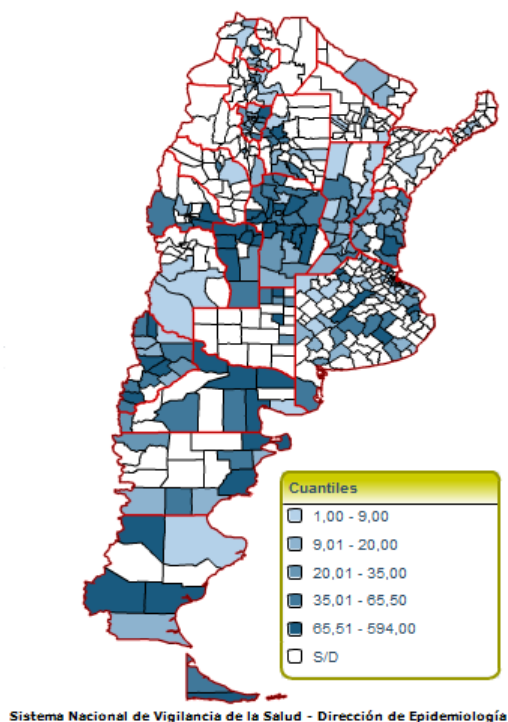 Cuantiles
1,00 - 9,00
9,01 - 20,00
20,01 - 35,00
35,01 - 65,50
65,51 - 594,00
S/D
Sistema Nacional de Vigilancia de la Salud - Dirección de Epidemiología